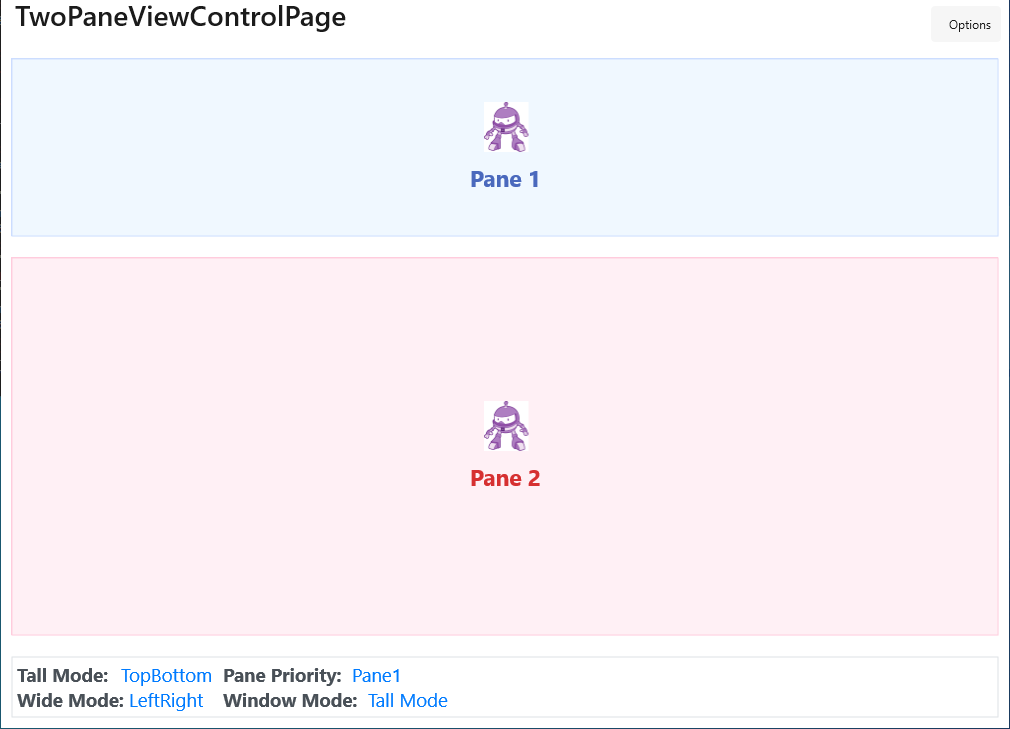 TwoPaneViewControlPage
Options
Pane 1
Pane 2
Tall Mode: TopBottom Pane Priority: Pane1
Wide Mode: LeftRight Window Mode: Tall Mode